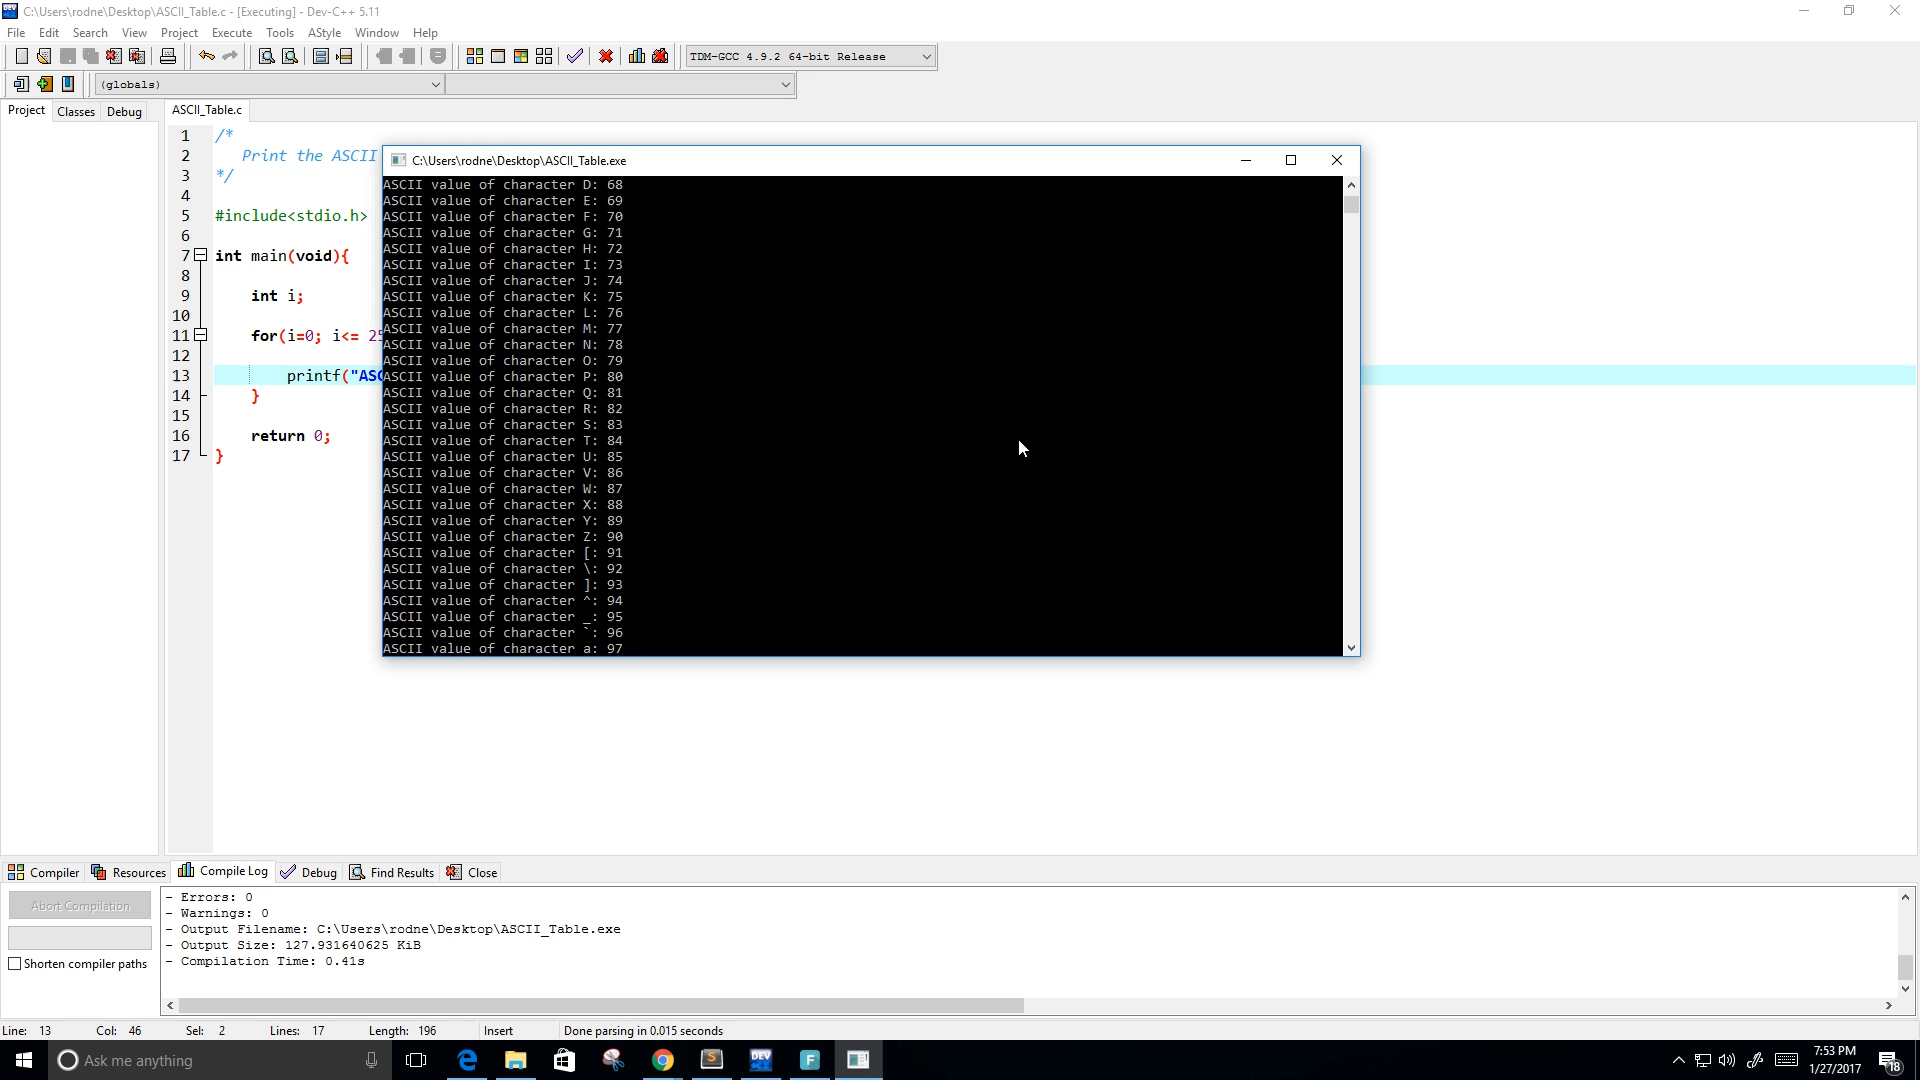 C:\Users\rodne\Desktop\ASCII_Table.c - [Executing] - Dev-C++ 5.11
File Edit Search View Project Execute Tools AStyle Window Help
TDM-GCC 4.9.2 64-bit Release
(globals)
Project Classes Debug ASCII_Table.c
1 /*
2 Print the ASCII
3 */
4
5 #include<stdio.h>
6
7 int main(void){
8
9 int i;
10
11 for(i=0; i<= 25
12
13 printf("ASC
14 }
15
16 return 0;
17 }
C:\Users\rodne\Desktop\ASCII_Table.exe
ASCII value of character D: 68
ASCII value of character E: 69
ASCII value of character F: 70
ASCII value of character G: 71
ASCII value of character H: 72
ASCII value of character I: 73
ASCII value of character J: 74
ASCII value of character K: 75
ASCII value of character L: 76
ASCII value of character M: 77
ASCII value of character N: 78
ASCII value of character O: 79
ASCII value of character P: 80
ASCII value of character Q: 81
ASCII value of character R: 82
ASCII value of character S: 83
ASCII value of character T: 84
ASCII value of character U: 85
ASCII value of character V: 86
ASCII value of character W: 87
ASCII value of character X: 88
ASCII value of character Y: 89
ASCII value of character Z: 90
ASCII value of character [: 91
ASCII value of character \: 92
ASCII value of character ]: 93
ASCII value of character ^: 94
ASCII value of character _: 95
ASCII value of character `: 96
ASCII value of character a: 97
Compiler Resources Compile Log Debug Find Results Close
Abort Compilation
Shorten compiler paths
- Errors: 0
- Warnings: 0
- Output Filename: C:\Users\rodne\Desktop\ASCII_Table.exe
- Output Size: 127.931640625 KiB
- Compilation Time: 0.41s
Line: 13 Col: 46 Sel: 2 Lines: 17 Length: 196 Insert Done parsing in 0.015 seconds
Ask me anything
DEV
7:53 PM
1/27/2017
18